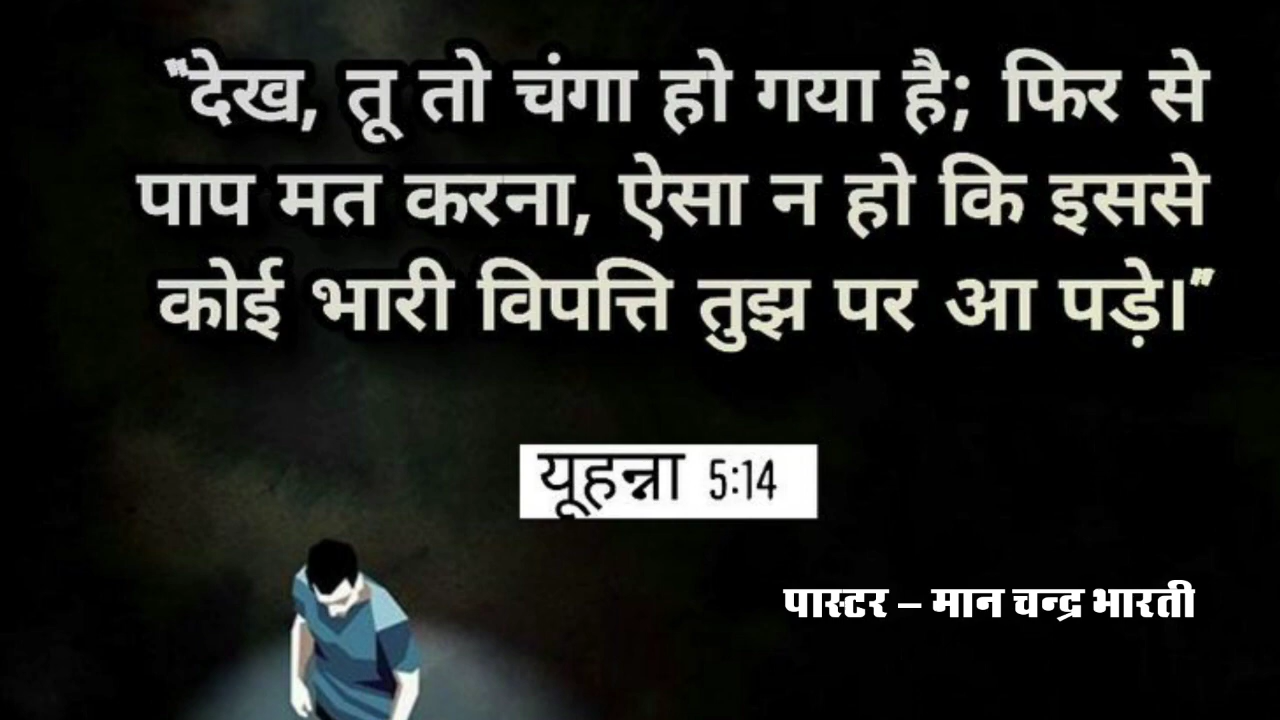 "देख, तू तो चंगा हो गया है; फिर से
पाप मत करना, ऐसा न हो कि इससे
कोई भारी विपत्ति तुझ पर आ पड़े।"
यूहन्ना 5:14
पास्टर – मान चन्द्र भारती